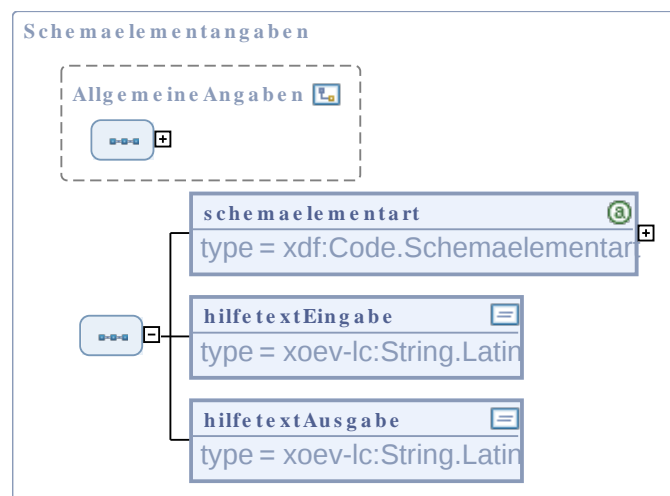 Schemaelementangaben
AllgemeineAngaben
schemaelementart
type = xdf:Code.Schemaelementart
hilfetextEingabe
type = xoev-lc:String.Latin
hilfetextAusgabe
type = xoev-lc:String.Latin